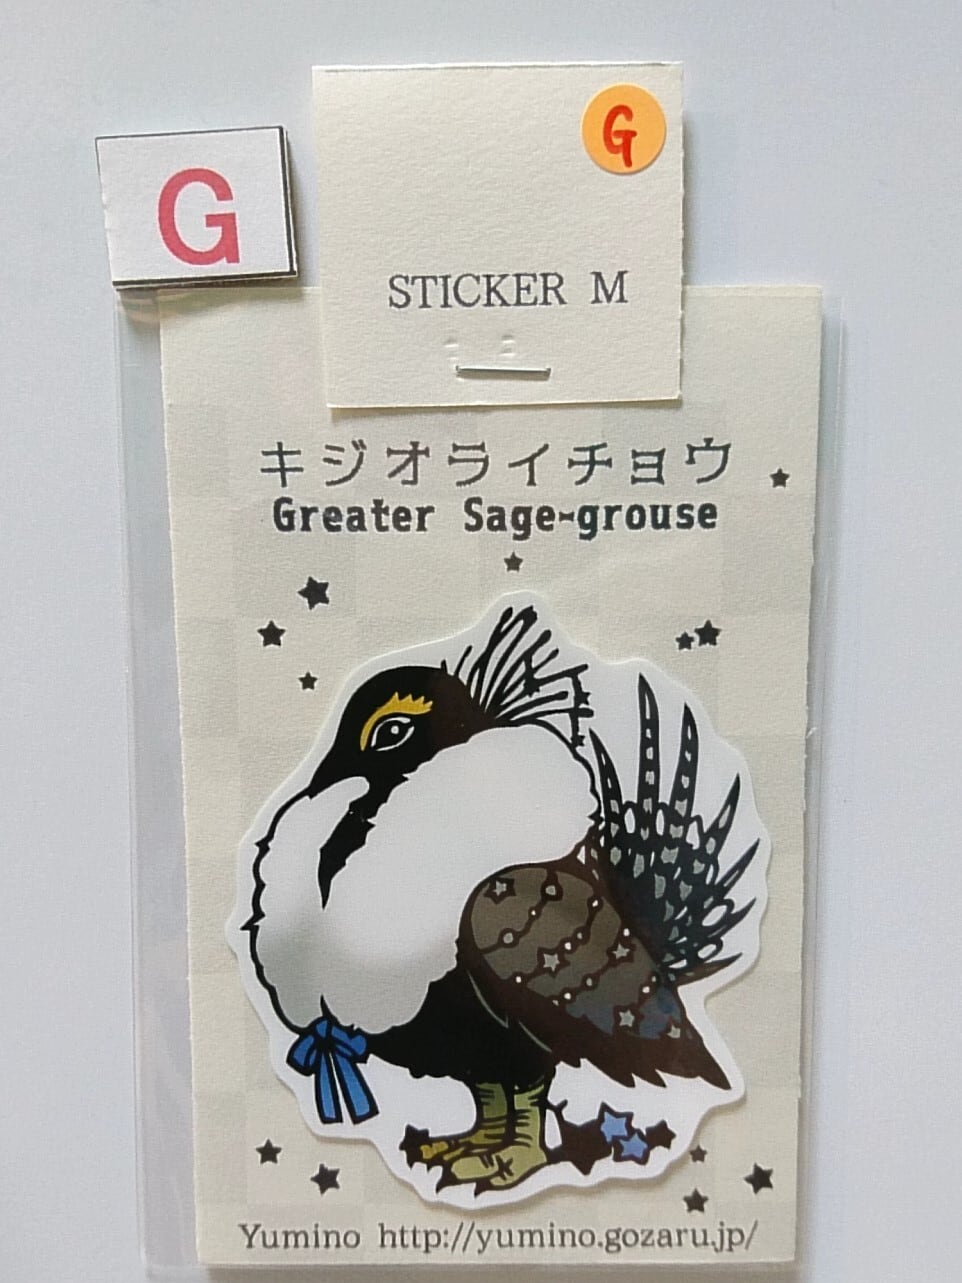 G
G
STICKER M
キジオライチョウ
Greater Sage-grouse
Yumino http://yumino.gozaru.jp/